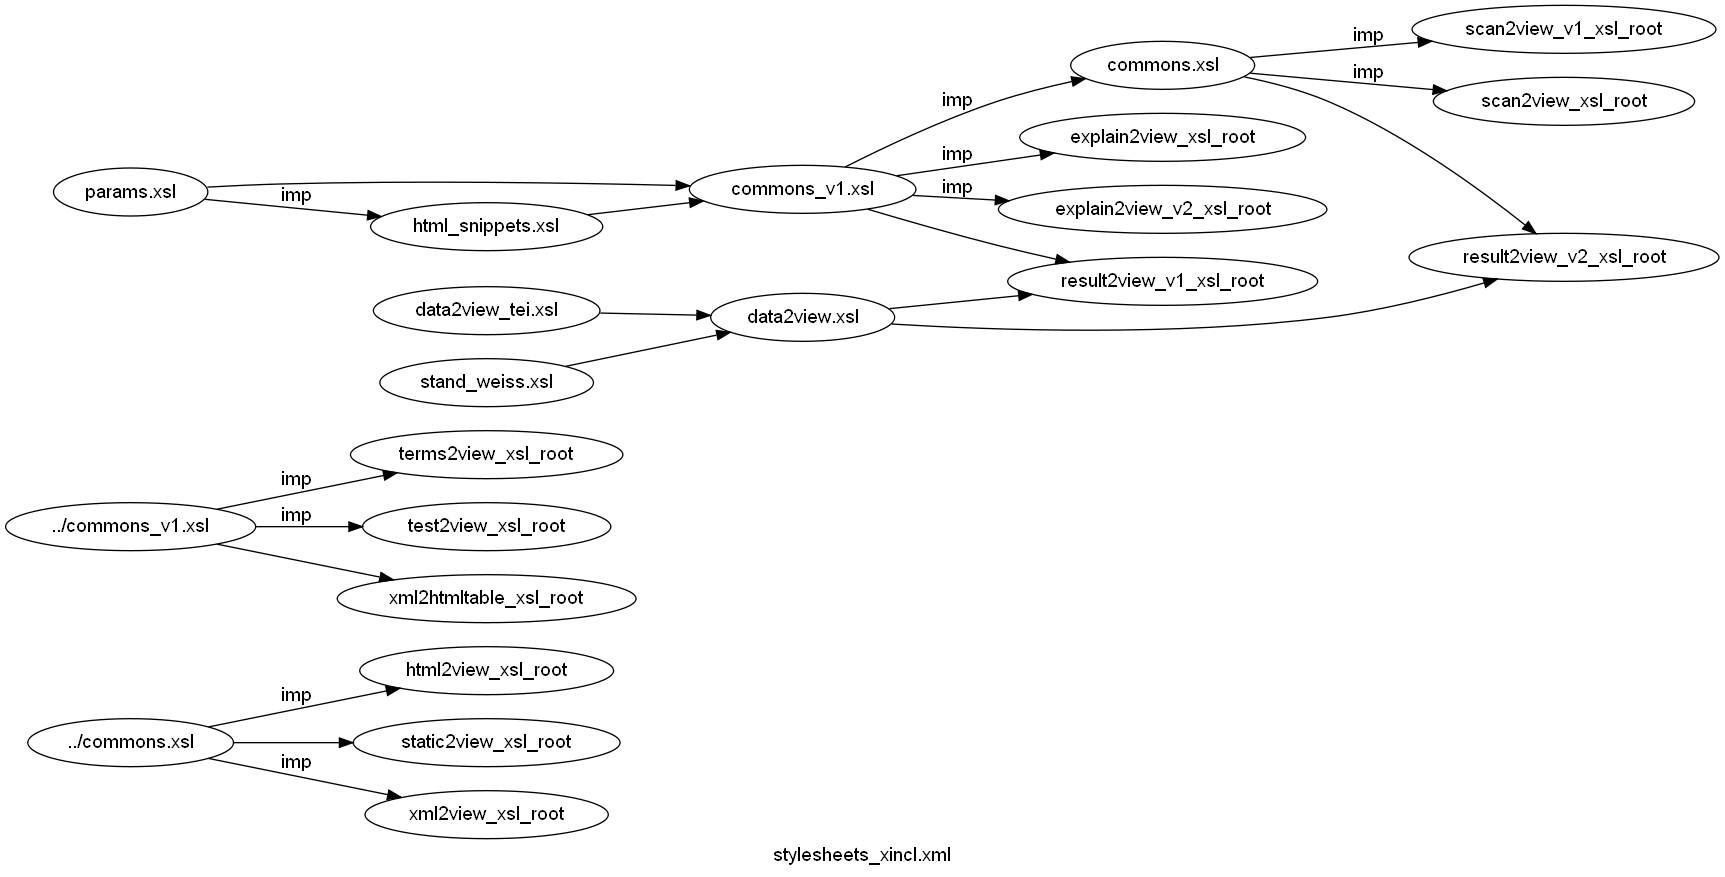 scan2view_v1_xsl_root
imp
commons.xsl
imp
scan2view_xsl_root
imp
explain2view_xsl_root
imp
params.xsl
imp
commons_v1.xsl
imp
explain2view_v2_xsl_root
html_snippets.xsl
result2view_v2_xsl_root
result2view_v1_xsl_root
data2view_tei.xsl
data2view.xsl
stand_weiss.xsl
terms2view_xsl_root
imp
../commons_v1.xsl
imp
test2view_xsl_root
xml2htmltable_xsl_root
html2view_xsl_root
imp
../commons.xsl
static2view_xsl_root
imp
xml2view_xsl_root
stylesheets_xincl.xml